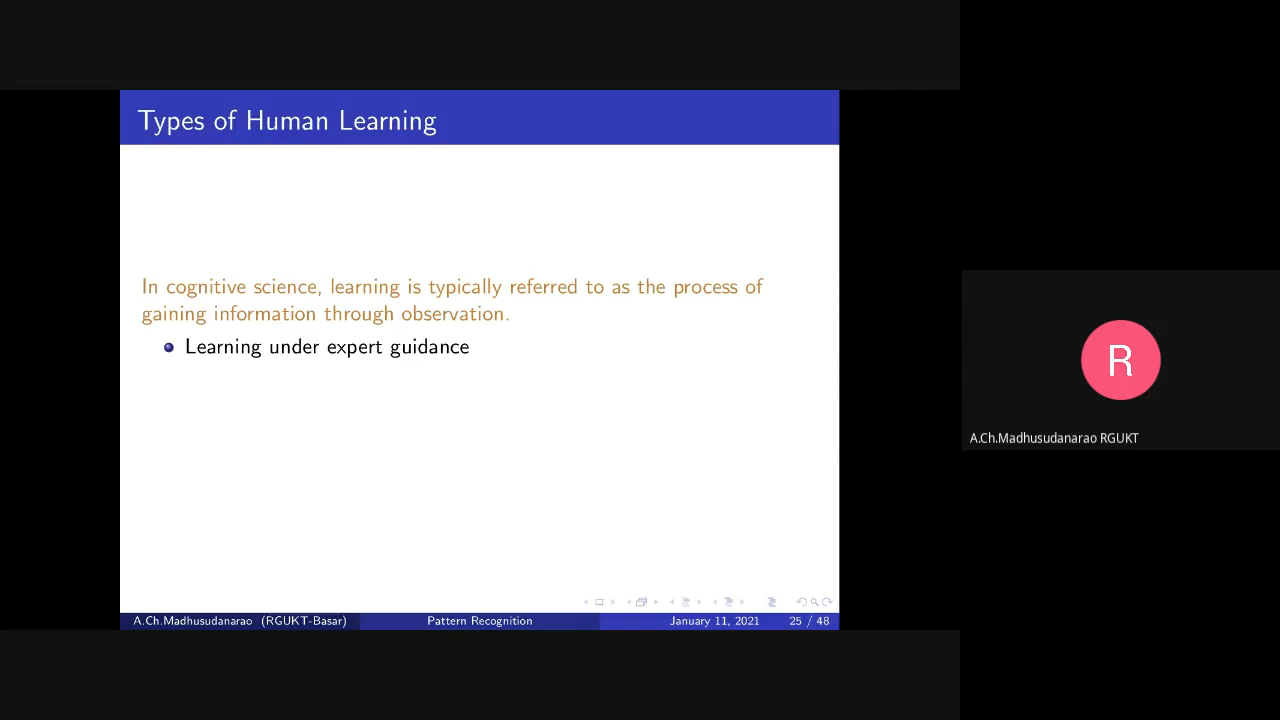 Types of Human Learning
In cognitive science, learning is typically referred to as the process of
gaining information through observation.
Learning under expert guidance
R
A.Ch.Madhusudanarao RGUKT
A.Ch.Madhusudanarao (RGUKT-Basar)
Pattern Recognition
January 11, 2021
25 / 48